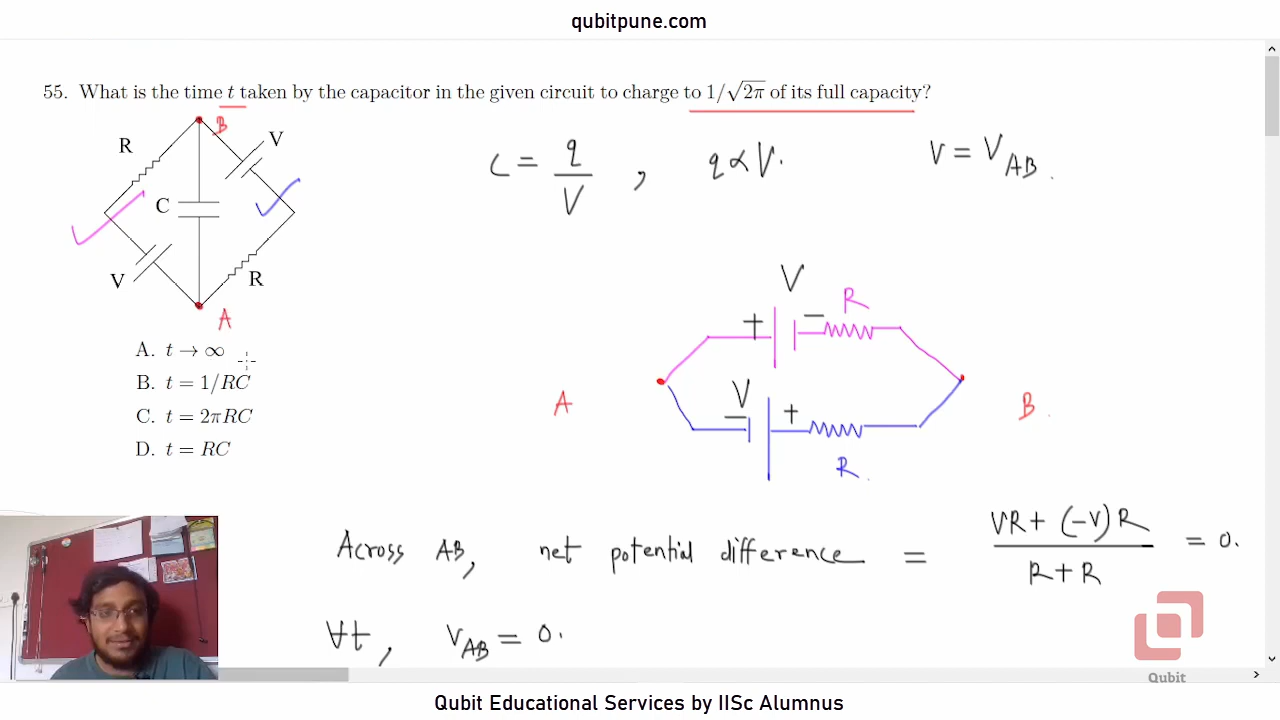 qubitpune.com
55. What is the time t taken by the capacitor in the given circuit to charge to 1/√2π of its full capacity?
B
R
V
C = q/V , q ∝ V. V = V_AB.
C
V
R
A
V
+ − R
A. t → ∞
B. t = 1/RC
C. t = 2πRC
D. t = RC
A
V
− +
B.
R.
Across AB, net potential difference = (VR + (−V)R)/(R + R) = 0.
∀t, V_AB = 0.
Qubit
Qubit Educational Services by IISc Alumnus